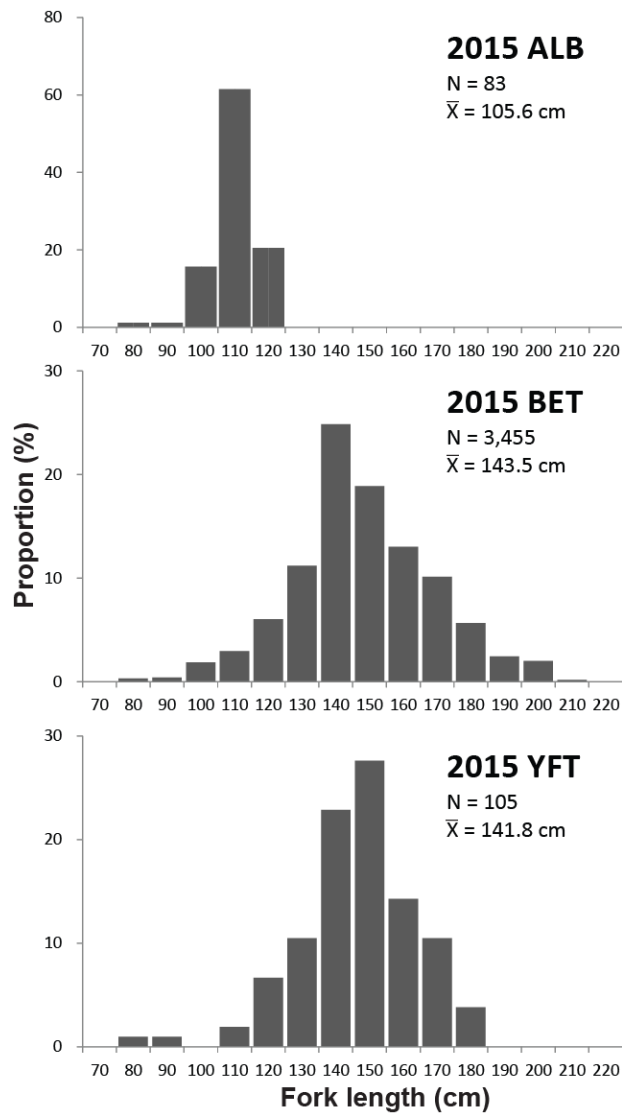 80
60
40
20
0
2015 ALB
N = 83
X̅ = 105.6 cm
70 80 90 100 110 120 130 140 150 160 170 180 190 200 210 220
Proportion (%)
30
20
10
0
2015 BET
N = 3,455
X̅ = 143.5 cm
70 80 90 100 110 120 130 140 150 160 170 180 190 200 210 220
30
20
10
0
2015 YFT
N = 105
X̅ = 141.8 cm
70 80 90 100 110 120 130 140 150 160 170 180 190 200 210 220
Fork length (cm)